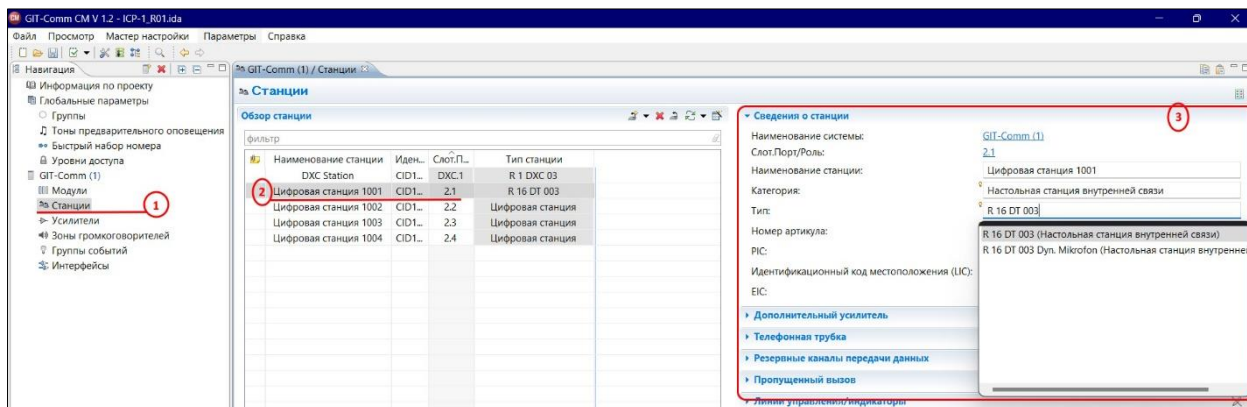 GIT-Comm CM V 1.2 - ICP-1_R01.ida
Файл Просмотр Мастер настройки Параметры Справка
Навигация
Информация по проекту
Глобальные параметры
Группы
Тоны предварительного оповещения
Быстрый набор номера
Уровни доступа
GIT-Comm (1)
Модули
Станции
1
Усилители
Зоны громкоговорителей
Группы событий
Интерфейсы
GIT-Comm (1) / Станции
Станции
Обзор станции
фильтр
Наименование станции Иден... Слот.П... Тип станции
DXC Station CID1... DXC.1 R 1 DXC 03
2 Цифровая станция 1001 CID1... 2.1 R 16 DT 003
Цифровая станция 1002 CID1... 2.2 Цифровая станция
Цифровая станция 1003 CID1... 2.3 Цифровая станция
Цифровая станция 1004 CID1... 2.4 Цифровая станция
Сведения о станции
3
Наименование системы: GIT-Comm (1)
Слот.Порт/Роль: 2.1
Наименование станции: Цифровая станция 1001
Категория: Настольная станция внутренней связи
Тип: R 16 DT 003
Номер артикула:
R 16 DT 003 (Настольная станция внутренней связи)
PIC:
R 16 DT 003 Dyn. Mikrofon (Настольная станция внутренне
Идентификационный код местоположения (LIC):
EIC:
Дополнительный усилитель
Телефонная трубка
Резервные каналы передачи данных
Пропущенный вызов
Линии управления/индикаторы